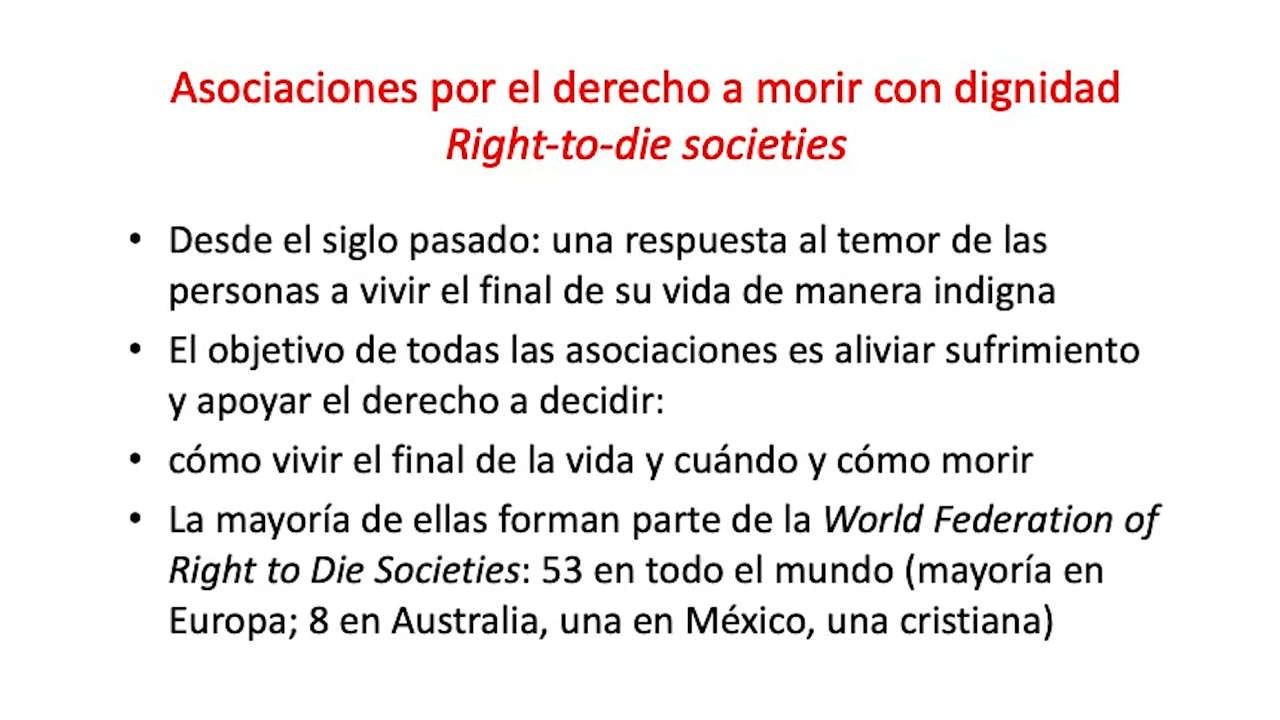 Asociaciones por el derecho a morir con dignidad
Right-to-die societies
• Desde el siglo pasado: una respuesta al temor de las
personas a vivir el final de su vida de manera indigna
• El objetivo de todas las asociaciones es aliviar sufrimiento
y apoyar el derecho a decidir:
• cómo vivir el final de la vida y cuándo y cómo morir
• La mayoría de ellas forman parte de la World Federation of
Right to Die Societies: 53 en todo el mundo (mayoría en
Europa; 8 en Australia, una en México, una cristiana)